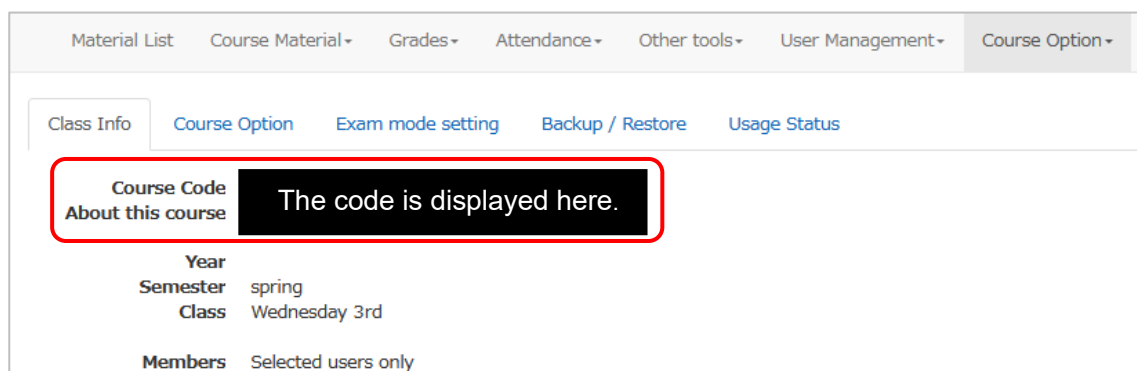 Material List Course Material Grades Attendance Other tools User Management Course Option
Class Info Course Option Exam mode setting Backup / Restore Usage Status
Course Code
The code is displayed here.
About this course
Year
Semester spring
Class Wednesday 3rd
Members Selected users only